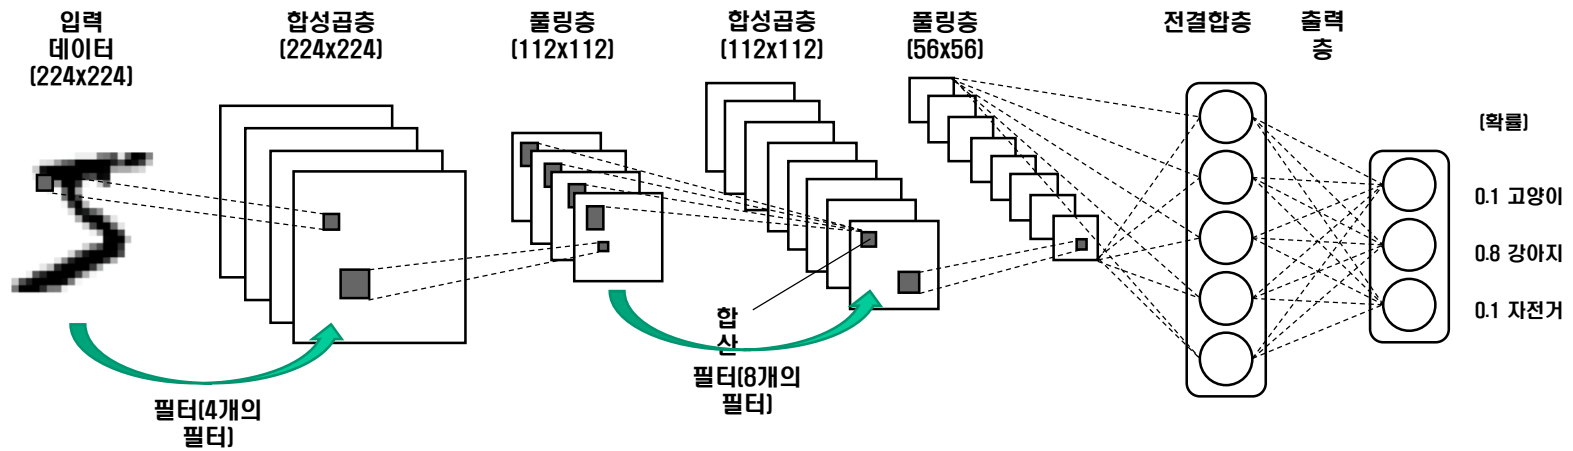 입력
데이터
(224x224)
합성곱층
(224x224)
풀링층
(112x112)
합성곱층
(112x112)
풀링층
(56x56)
전결합층
출력
층
(확률)
0.1 고양이
0.8 강아지
0.1 자전거
합
산
필터(4개의
필터)
필터(8개의
필터)